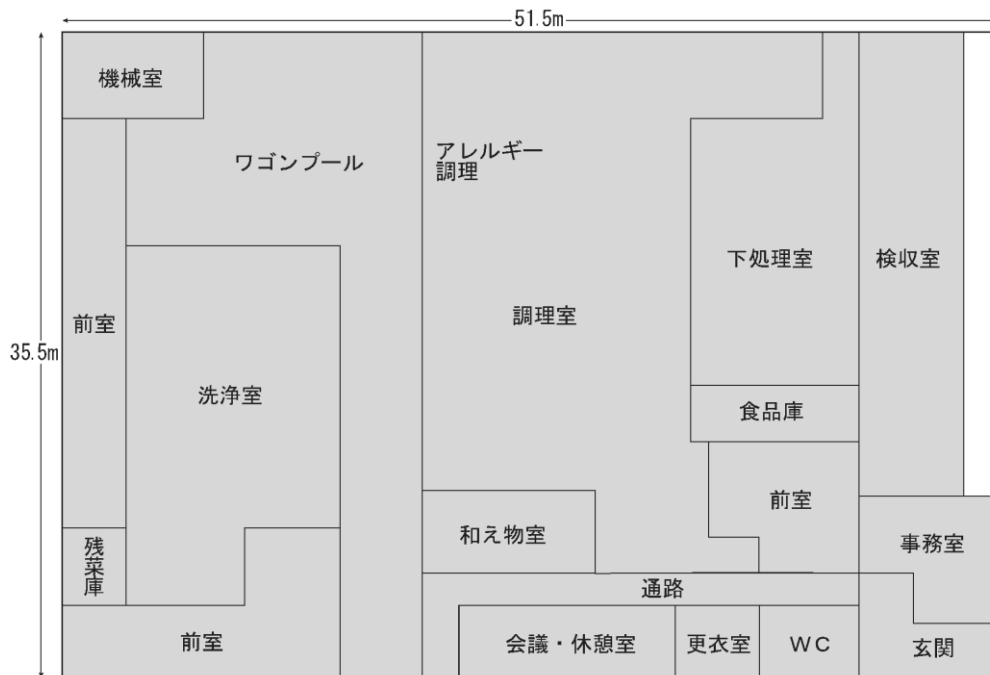 51.5m
35.5m
機械室
ワゴンプール
アレルギー
調理
下処理室
検収室
前室
調理室
洗浄室
食品庫
前室
和え物室
残菜庫
事務室
通路
前室
会議・休憩室
更衣室
WC
玄関